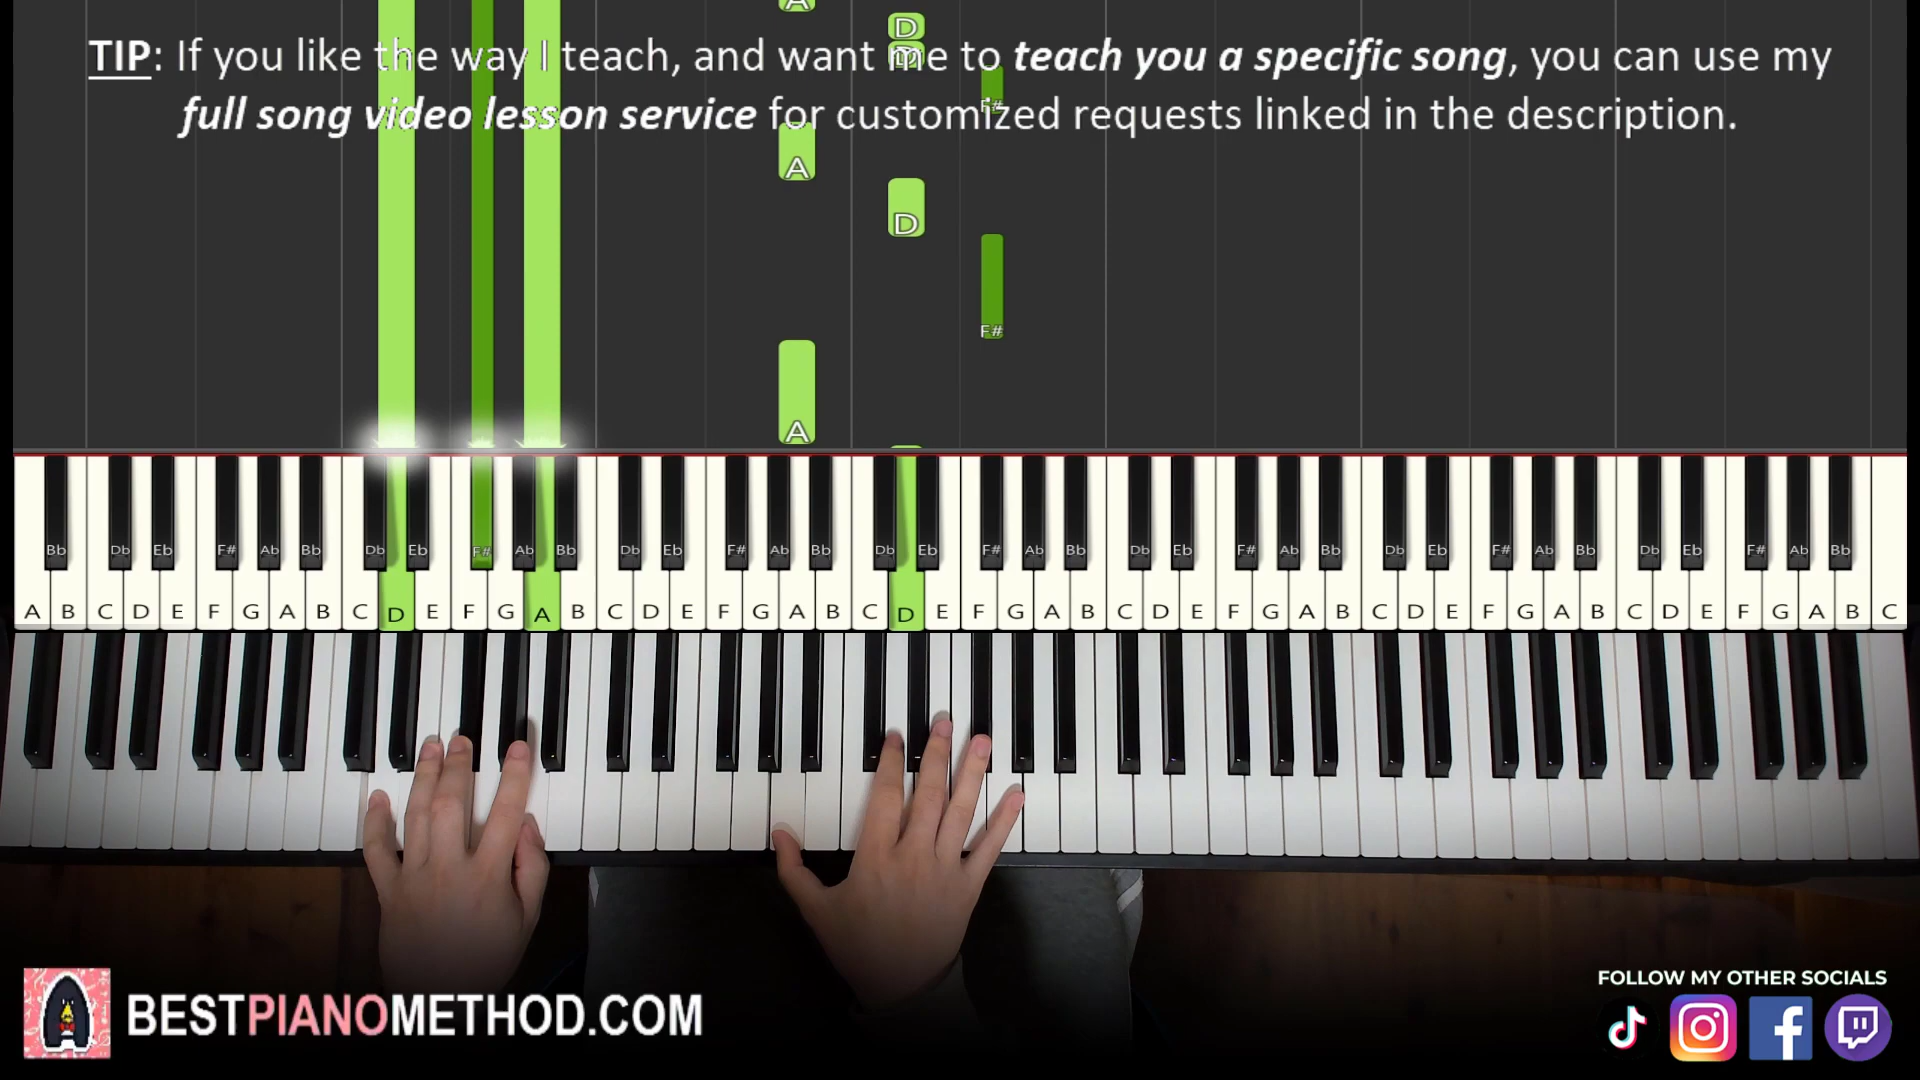 A
D
D
TIP: If you like the way I teach, and want me to teach you a specific song, you can use my
F#
full song video lesson service for customized requests linked in the description.
A
D
F#
A
Bb Db Eb F# Ab Bb Db Eb F# Ab Bb Db Eb F# Ab Bb Db Eb F# Ab Bb Db Eb F# Ab Bb Db Eb F# Ab Bb Db Eb F# Ab Bb
A B C D E F G A B C D E F G A B C D E F G A B C D E F G A B C D E F G A B C D E F G A B C D E F G A B C
FOLLOW MY OTHER SOCIALS
BESTPIANOMETHOD.COM